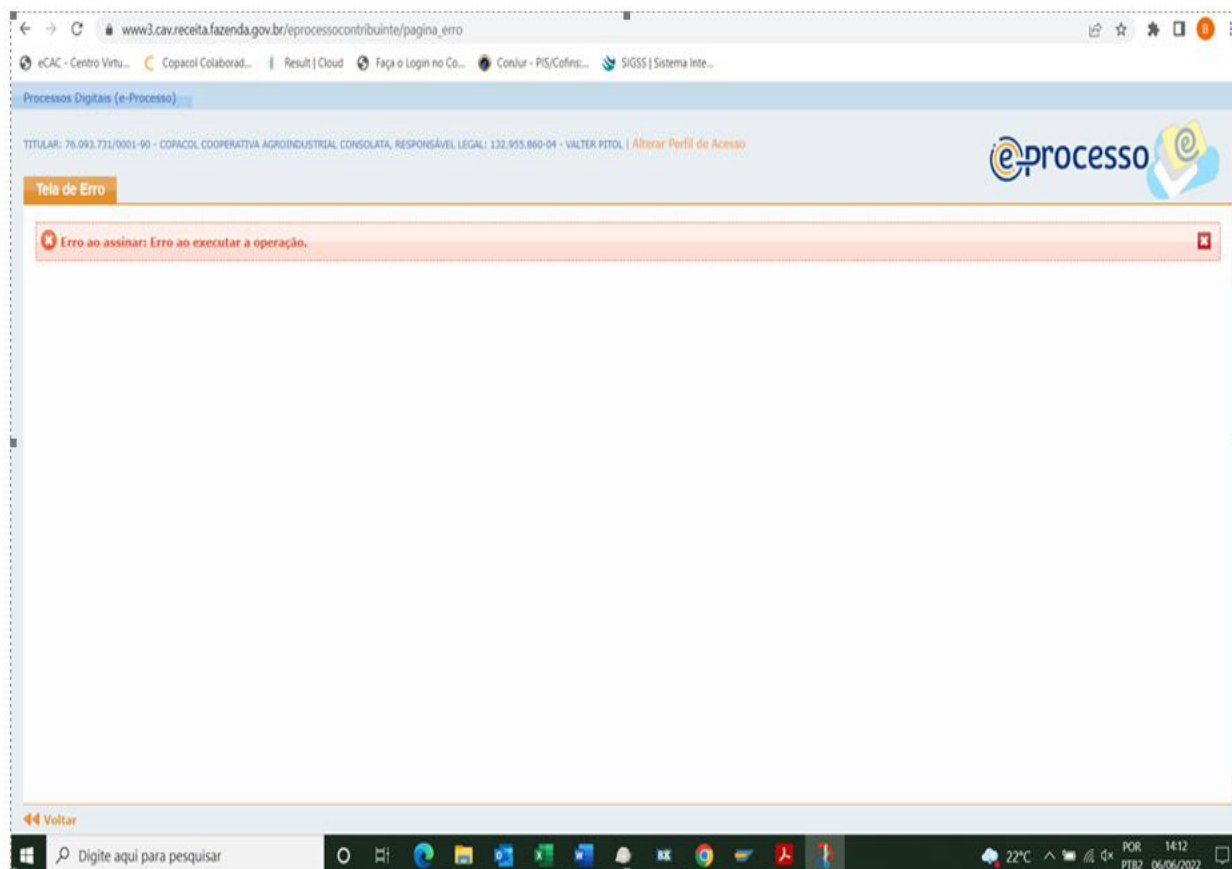 www3.cav.receita.fazenda.gov.br/eprocessocontribuinte/pagina_erro
B
eCAC - Centro Virtu... Copacol Colaborad... Result | Cloud Faça o Login no Co... ConJur - PIS/Cofins:... SIGSS | Sistema Inte...
Processos Digitais (e-Processo)
TITULAR: 76.093.731/0001-90 - COPACOL COOPERATIVA AGROINDUSTRIAL CONSOLATA, RESPONSÁVEL LEGAL: 132.955.860-04 - VALTER PITOL | Alterar Perfil de Acesso
e-processo
Tela de Erro
Erro ao assinar: Erro ao executar a operação.
Voltar
Digite aqui para pesquisar
22°C
POR
PTB2
14:12
06/06/2022